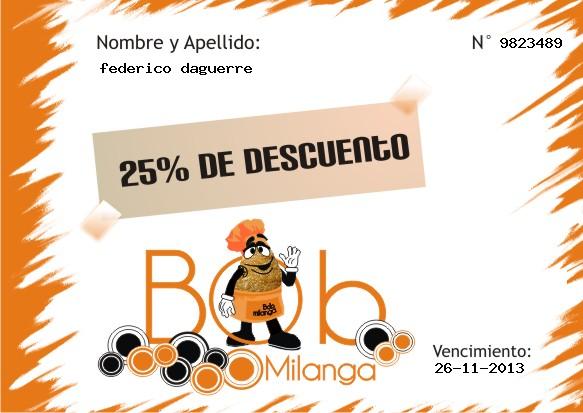 Nombre y Apellido:
N° 9823489
federico daguerre
25% DE DESCUENTO
Bob
Bob
milanga
Milanga
Vencimiento:
26-11-2013